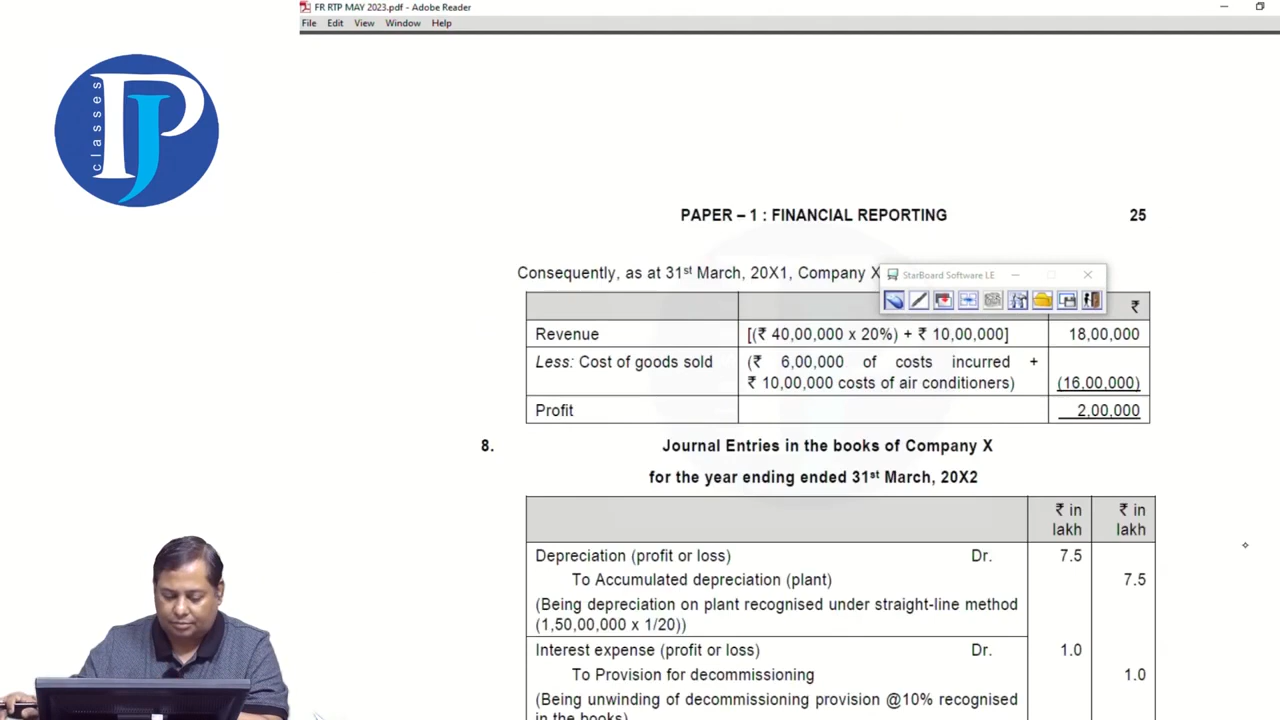 FR RTP MAY 2023.pdf - Adobe Reader
File Edit View Window Help
classes
PJ
PAPER – 1 : FINANCIAL REPORTING 25
Consequently, as at 31st March, 20X1, Company X
StarBoard Software LE
₹
Revenue [(₹ 40,00,000 x 20%) + ₹ 10,00,000] 18,00,000
Less: Cost of goods sold (₹ 6,00,000 of costs incurred +
₹ 10,00,000 costs of air conditioners) (16,00,000)
Profit 2,00,000
8. Journal Entries in the books of Company X
for the year ending ended 31st March, 20X2
₹ in ₹ in
lakh lakh
Depreciation (profit or loss) Dr. 7.5
To Accumulated depreciation (plant) 7.5
(Being depreciation on plant recognised under straight-line method
(1,50,00,000 x 1/20))
Interest expense (profit or loss) Dr. 1.0
To Provision for decommissioning 1.0
(Being unwinding of decommissioning provision @10% recognised
in the books)